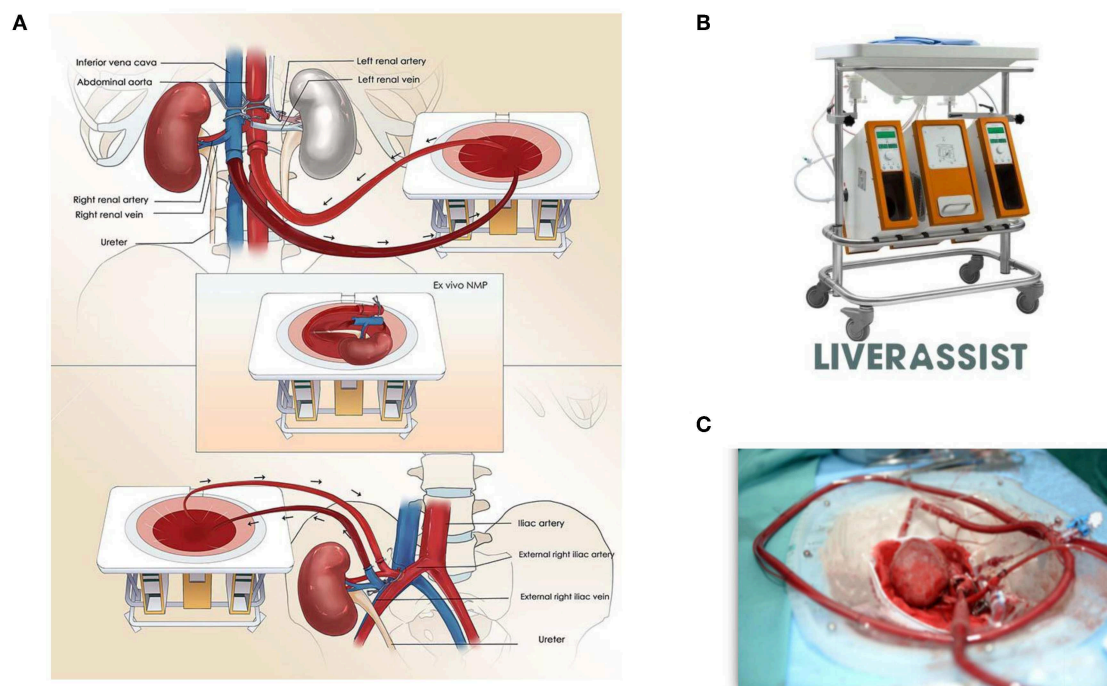 A
Inferior vena cava
Abdominal aorta
Left renal artery
Left renal vein
Right renal artery
Right renal vein
Ureter
Ex vivo NMP
Iliac artery
External right iliac artery
External right iliac vein
Ureter
B
LIVERASSIST
C